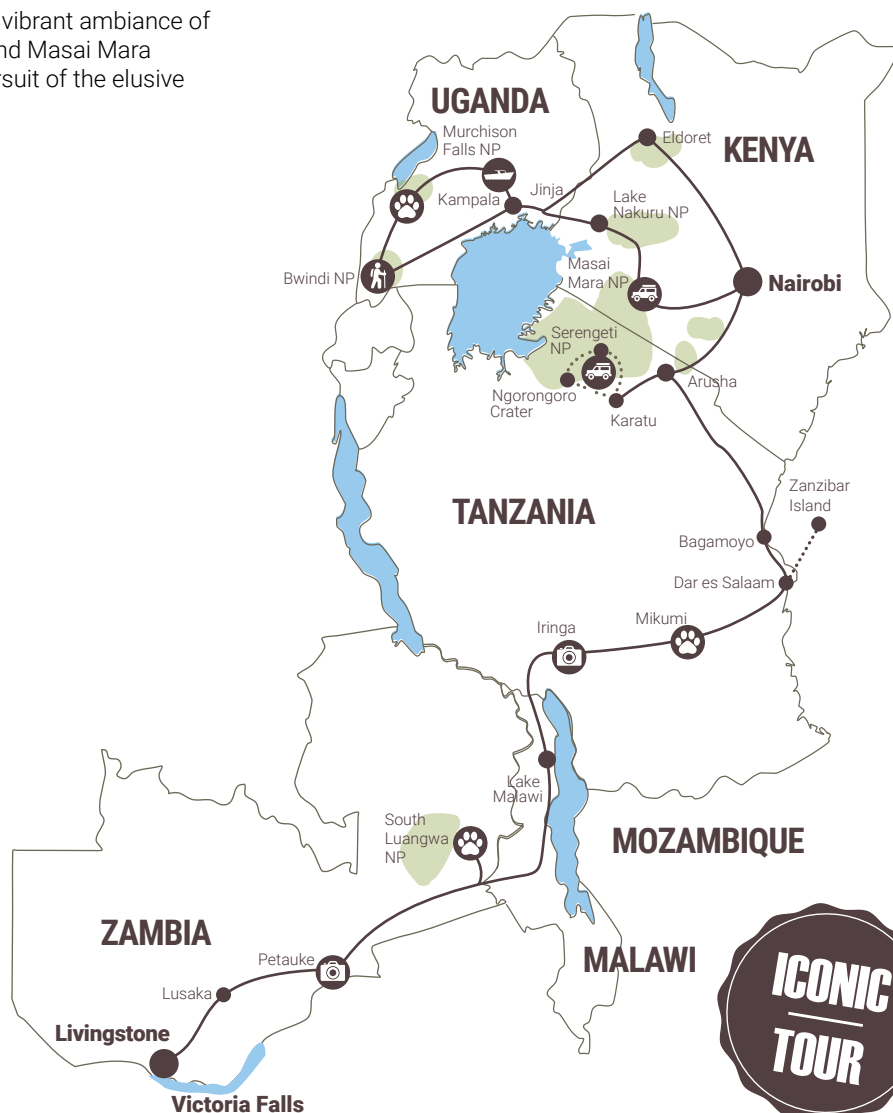 vibrant ambiance of
nd Masai Mara
rsuit of the elusive
UGANDA
Murchison
Falls NP
Eldoret
KENYA
Kampala
Jinja
Lake
Nakuru NP
Bwindi NP
Masai
Mara NP
Nairobi
Serengeti
NP
Ngorongoro
Crater
Karatu
Arusha
TANZANIA
Zanzibar
Island
Bagamoyo
Dar es Salaam
Mikumi
Iringa
Lake
Malawi
South
Luangwa
NP
MOZAMBIQUE
ZAMBIA
Petauke
MALAWI
Lusaka
Livingstone
Victoria Falls
ICONIC
TOUR